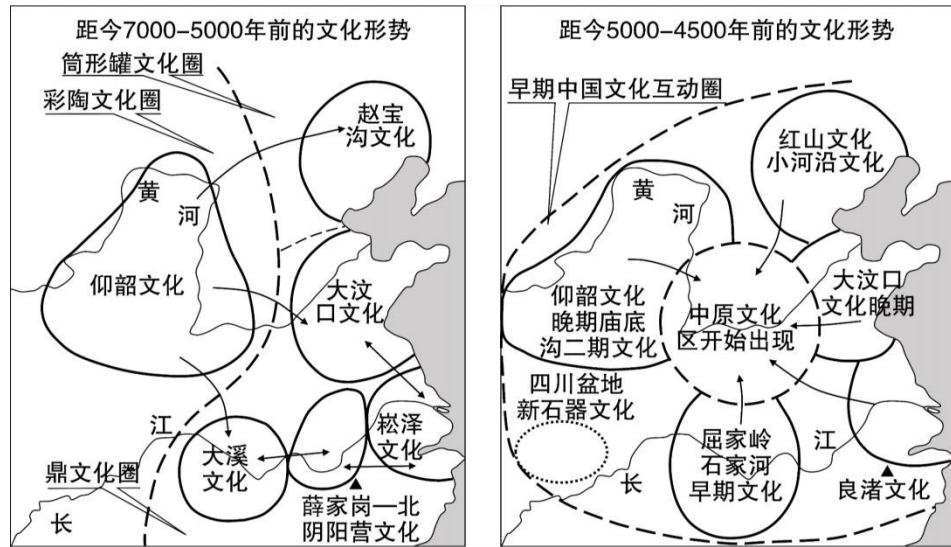 距今7000-5000年前的文化形势
筒形罐文化圈
彩陶文化圈
赵宝
沟文化
黄
河
仰韶文化
大汶
口文化
江
大溪
文化
崧泽
文化
鼎文化圈
长
薛家岗—北
阴阳营文化
距今5000-4500年前的文化形势
早期中国文化互动圈
红山文化
小河沿文化
黄
河
仰韶文化
晚期庙底
沟二期文化
中原文化
区开始出现
大汶口
文化晚期
四川盆地
新石器文化
屈家岭
石家河
早期文化
江
长
良渚文化